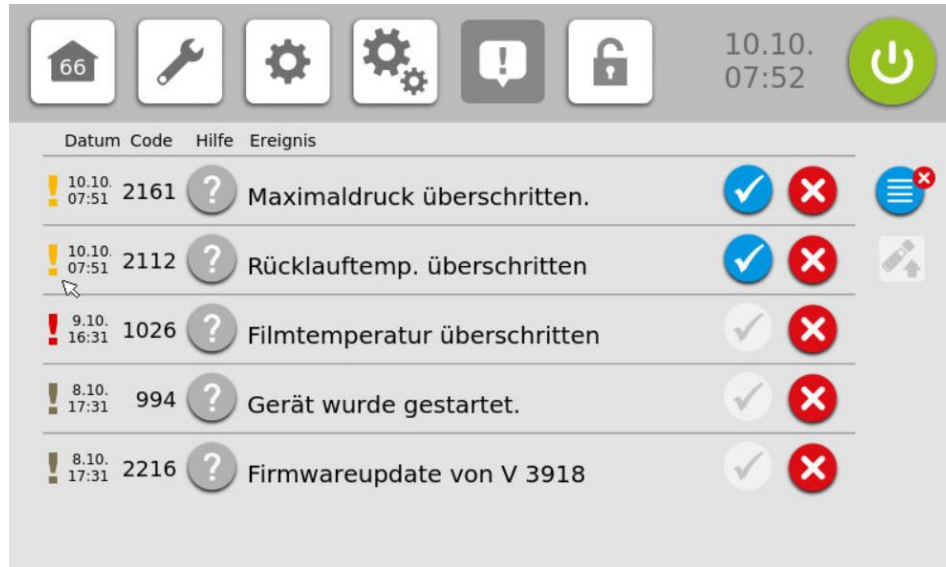 66
10.10.
07:52
Datum Code Hilfe Ereignis
10.10.
07:51 2161 ? Maximaldruck überschritten.
10.10.
07:51 2112 ? Rücklauftemp. überschritten
9.10.
16:31 1026 ? Filmtemperatur überschritten
8.10.
17:31 994 ? Gerät wurde gestartet.
8.10.
17:31 2216 ? Firmwareupdate von V 3918